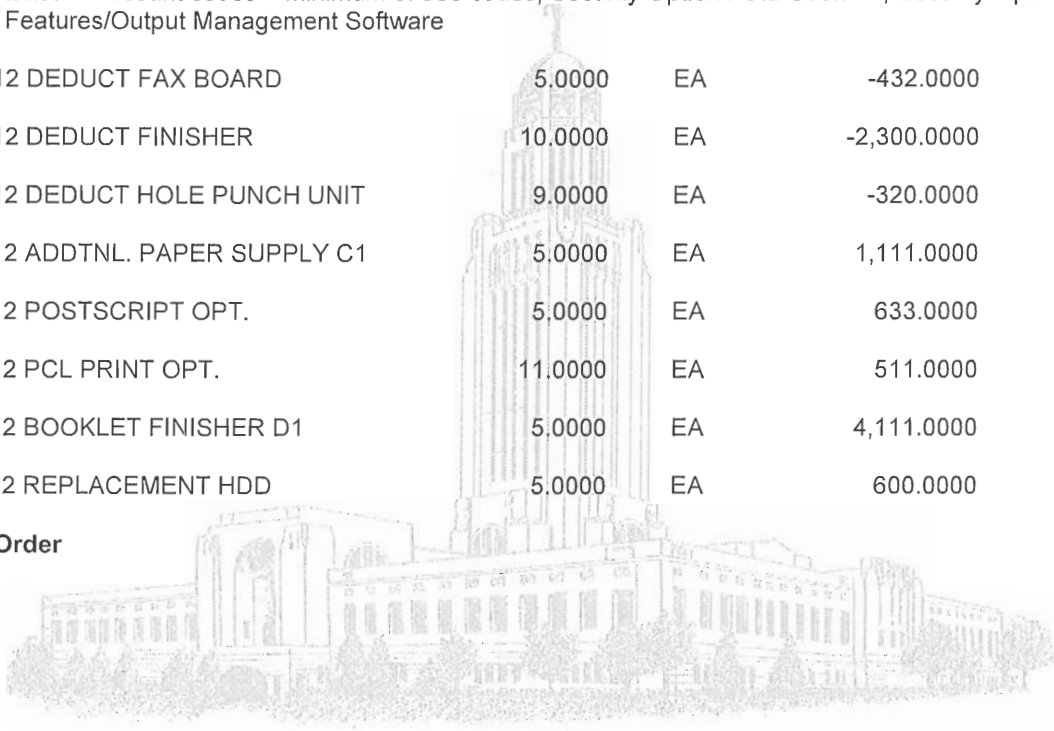 Features/Output Management Software
12 DEDUCT FAX BOARD 5.0000 EA -432.0000
12 DEDUCT FINISHER 10.0000 EA -2,300.0000
12 DEDUCT HOLE PUNCH UNIT 9.0000 EA -320.0000
2 ADDTNL. PAPER SUPPLY C1 5.0000 EA 1,111.0000
2 POSTSCRIPT OPT. 5.0000 EA 633.0000
2 PCL PRINT OPT. 11.0000 EA 511.0000
2 BOOKLET FINISHER D1 5.0000 EA 4,111.0000
2 REPLACEMENT HDD 5.0000 EA 600.0000
Order